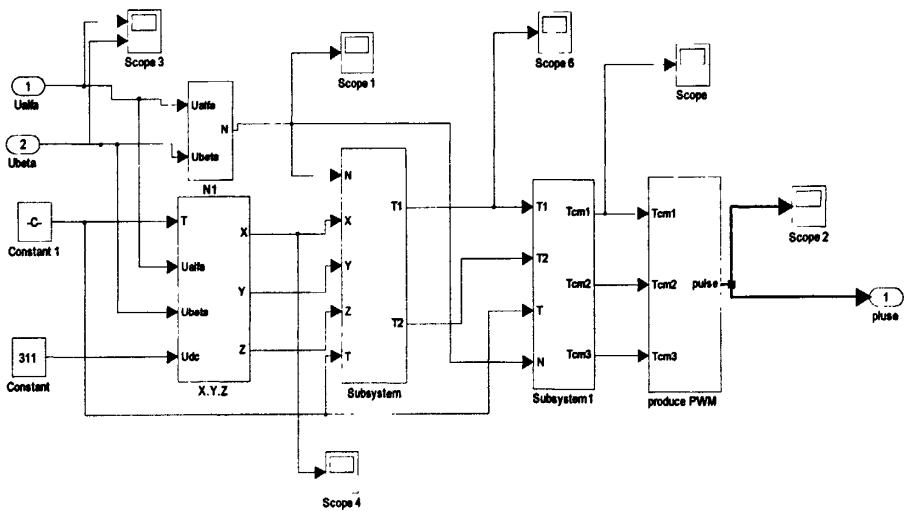 Scope 3
Scope 1
Scope 6
Scope
1
Ualfa
Ualfa
N
Ubeta
N1
2
Ubeta
-C-
Constant 1
T
X
Ualfa
Y
Ubeta
Z
Udc
X.Y.Z
311
Constant
N
X
T1
Y
Z
T2
T
Subsystem
T1
Tcm1
T2
Tcm2
T
N
Tcm3
Subsystem1
Tcm1
Tcm2
pulse
Tcm3
produce PWM
Scope 2
1
pluse
Scope 4